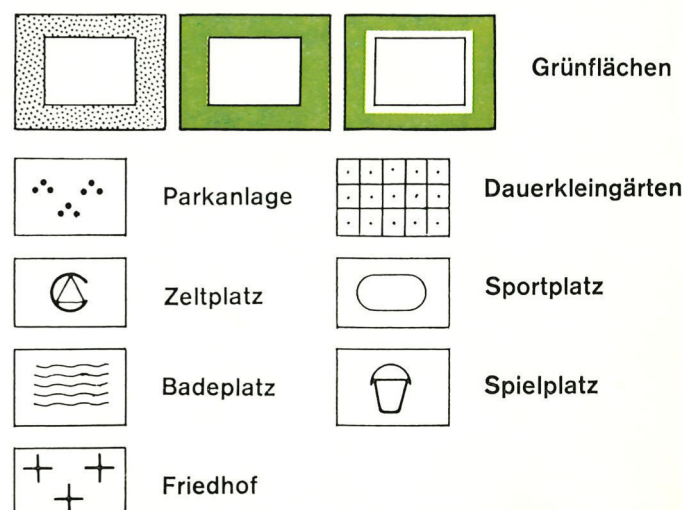 Grünflächen
Parkanlage
Dauerkleingärten
Zeltplatz
Sportplatz
Badeplatz
Spielplatz
Friedhof